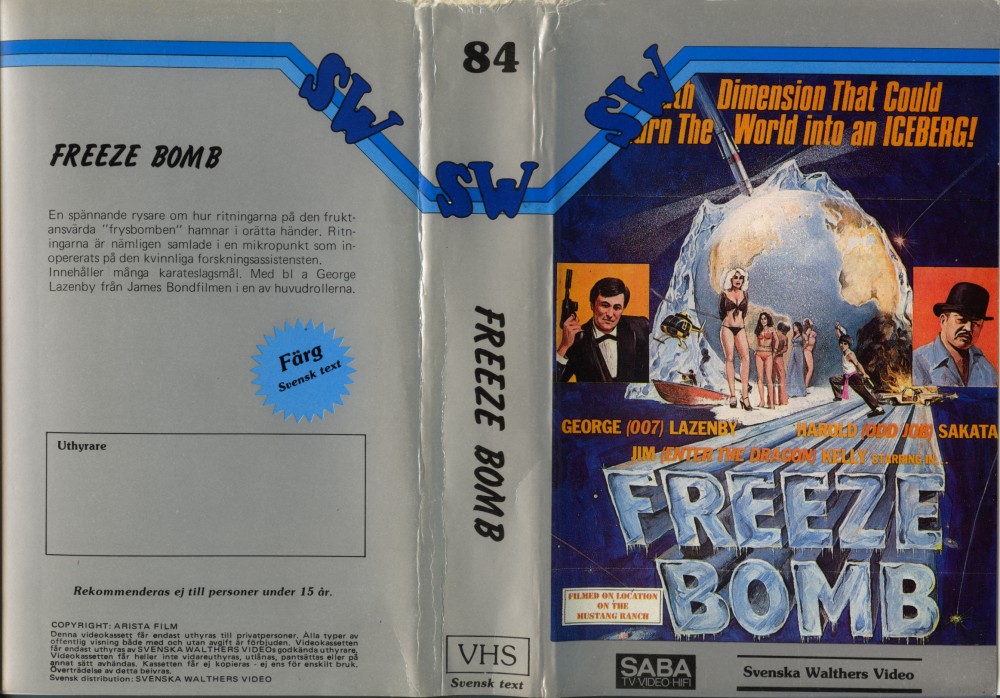 FREEZE BOMB
En spännande rysare om hur ritningarna på den frukt-
ansvärda "frysbomben" hamnar i orätta händer. Ritn-
ingarna är nämligen samlade i en mikropunkt som in-
opererats på den kvinnliga forskningsassistensten.
Innehåller många karateslagsmål. Med bl a George
Lazenby från James Bondfilmen i en av huvudrollerna.
Färg
Svensk text
Uthyrare
Rekommenderas ej till personer under 15 år.
COPYRIGHT: ARISTA FILM
Denna videokassett får endast uthyras till privatpersoner. Alla typer av
offentlig visning både med och utan avgift är förbjuden. Videokassetten
får endast uthyras av SVENSKA WALTHERS VIDEOs godkända uthyrare.
Videokassetten får inte vidareuthyras, utlånas, pantsättas eller på
annat sätt avhändas. Kassetten får ej kopieras - ej ens för enskilt bruk.
Överträdelse av detta beivras.
Svensk distribution: SVENSKA WALTHERS VIDEO
SW
84
SW
FREEZE BOMB
VHS
Svensk text
SW
Dimension That Could
The World into an ICEBERG!
GEORGE (007) LAZENBY
HAROLD (ODD JOB) SAKATA
JIM (ENTER THE DRAGON) KELLY STARRING IN...
FREEZE
BOMB
FILMED ON LOCATION
ON THE
MUSTANG RANCH
SABA
TV·VIDEO·HIFI
Svenska Walthers Video